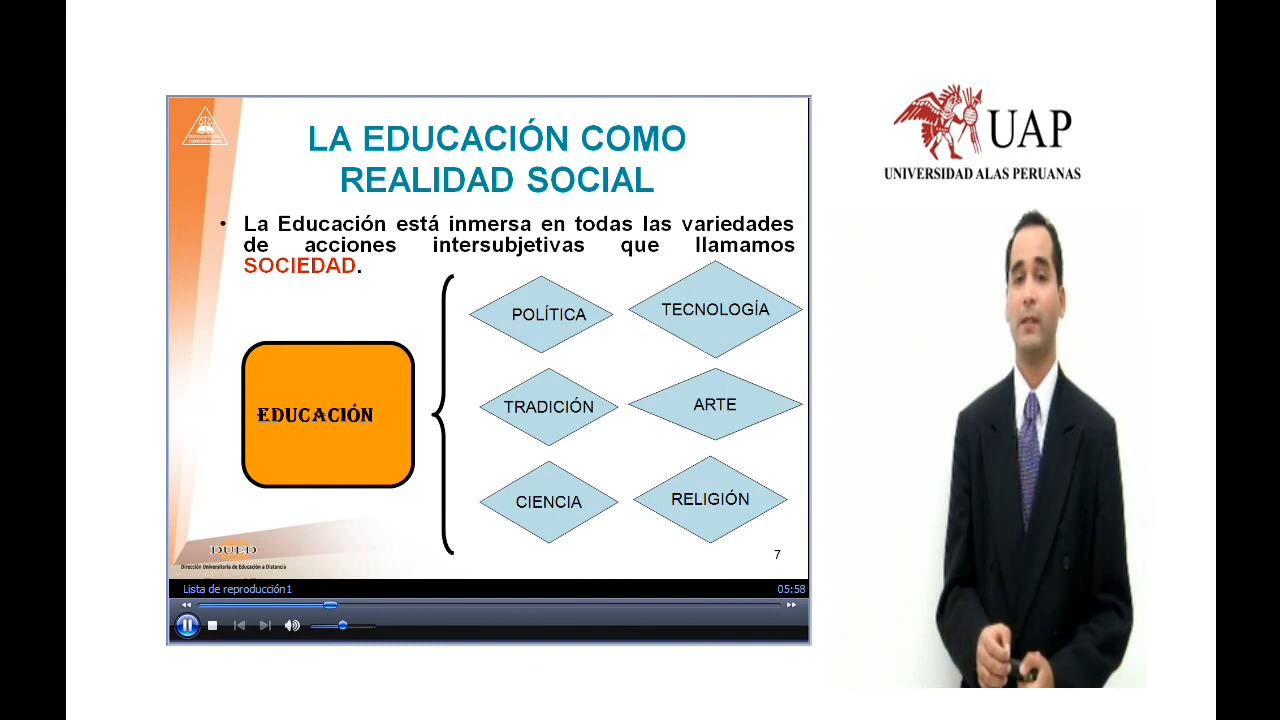 LA EDUCACIÓN COMO
REALIDAD SOCIAL
• La Educación está inmersa en todas las variedades
de acciones intersubjetivas que llamamos
SOCIEDAD.
POLÍTICA
TECNOLOGÍA
EDUCACIÓN
TRADICIÓN
ARTE
CIENCIA
RELIGIÓN
DUED
Dirección Universitaria de Educación a Distancia
7
Lista de reproducción1
05:58
UAP
UNIVERSIDAD ALAS PERUANAS